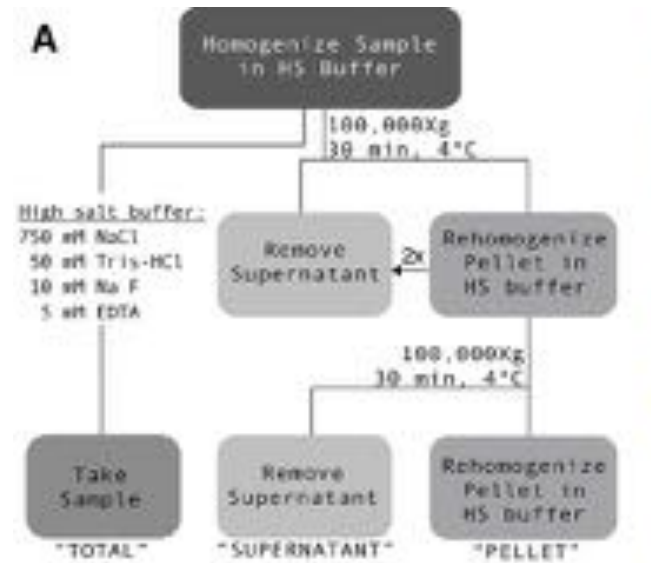 A
Homogenize Sample
in HS Buffer
100,000Xg
30 min, 4°C
High salt buffer:
750 mM NaCl
50 mM Tris-HCl
10 mM Na F
5 mM EDTA
Remove
Supernatant
2x
Rehomogenize
Pellet in
HS buffer
100,000Xg
30 min, 4°C
Take
Sample
Remove
Supernatant
Rehomogenize
Pellet in
HS buffer
"TOTAL"
"SUPERNATANT"
"PELLET"